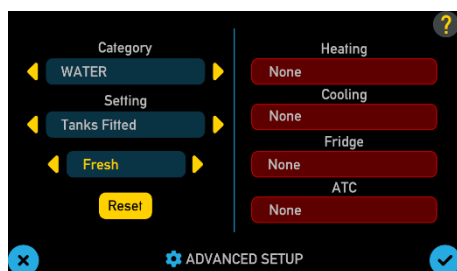 ?
Category
WATER
Setting
Tanks Fitted
Fresh
Reset
Heating
None
Cooling
None
Fridge
None
ATC
None
ADVANCED SETUP